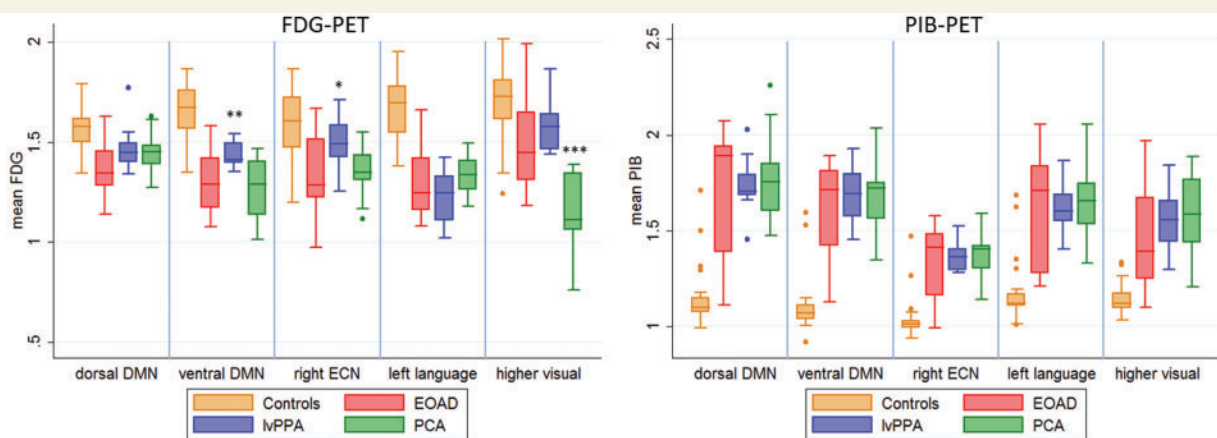 FDG-PET
PIB-PET
mean FDG
2
1.5
1
.5
**
*
***
dorsal DMN ventral DMN right ECN left language higher visual
Controls EOAD
lvPPA PCA
mean PIB
2.5
2
1.5
1
dorsal DMN ventral DMN right ECN left language higher visual
Controls EOAD
lvPPA PCA